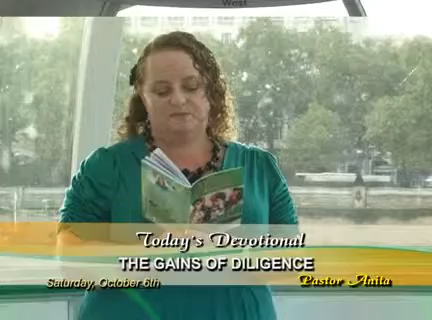 West
Today's Devotional
THE GAINS OF DILIGENCE
Saturday, October 6th
Pastor Anita